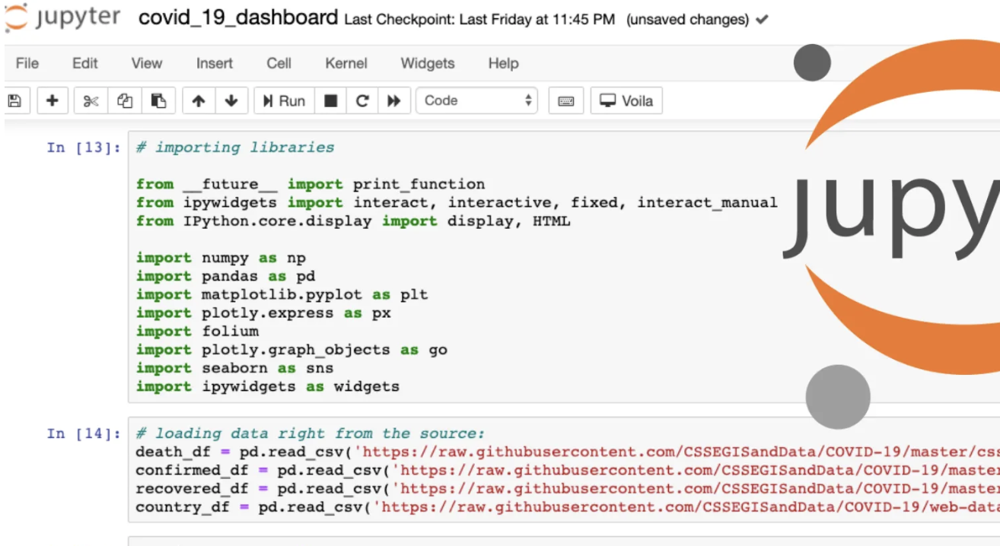 jupyter covid_19_dashboard Last Checkpoint: Last Friday at 11:45 PM (unsaved changes)
File Edit View Insert Cell Kernel Widgets Help
Run Code Voila
In [13]: # importing libraries
from __future__ import print_function
from ipywidgets import interact, interactive, fixed, interact_manual
from IPython.core.display import display, HTML
import numpy as np
import pandas as pd
import matplotlib.pyplot as plt
import plotly.express as px
import folium
import plotly.graph_objects as go
import seaborn as sns
import ipywidgets as widgets
jupy
In [14]: # loading data right from the source:
death_df = pd.read_csv('https://raw.githubusercontent.com/CSSEGISandData/COVID-19/master/css
confirmed_df = pd.read_csv('https://raw.githubusercontent.com/CSSEGISandData/COVID-19/master
recovered_df = pd.read_csv('https://raw.githubusercontent.com/CSSEGISandData/COVID-19/master
country_df = pd.read_csv('https://raw.githubusercontent.com/CSSEGISandData/COVID-19/web-data